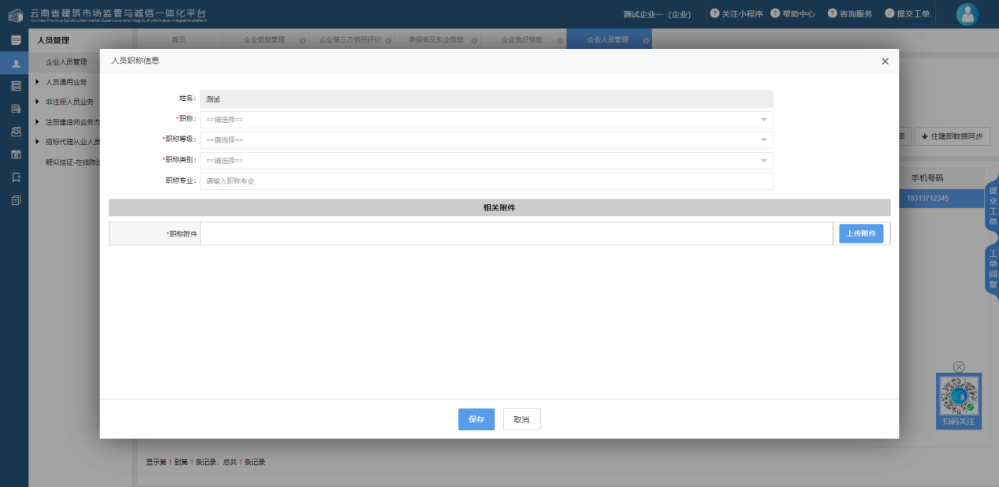 云南省建筑市场监管与诚信一体化平台
Yun Nan Province Construction market Supervision and integrity of information integration platform
测试企业一（企业） 关注小程序 帮助中心 咨询服务 提交工单
人员管理
首页 企业信息管理 企业第三方信用评价 参保率及执业信息 企业良好信息 企业人员管理
企业人员管理
人员通用业务
非注册人员业务
注册建造师业务办
招标代理从业人员
疑似挂证-在线陈述
人员职称信息
姓名： 测试
*职称： ==请选择==
*职称等级： ==请选择==
*职称类别： ==请选择==
职称专业： 请输入职称专业
相关附件
*职称附件 上传附件
保存 取消
住建部数据同步
手机号码
18313712345
提交工单
工单回复
扫码关注
显示第 1 到第 1 条记录，总共 1 条记录